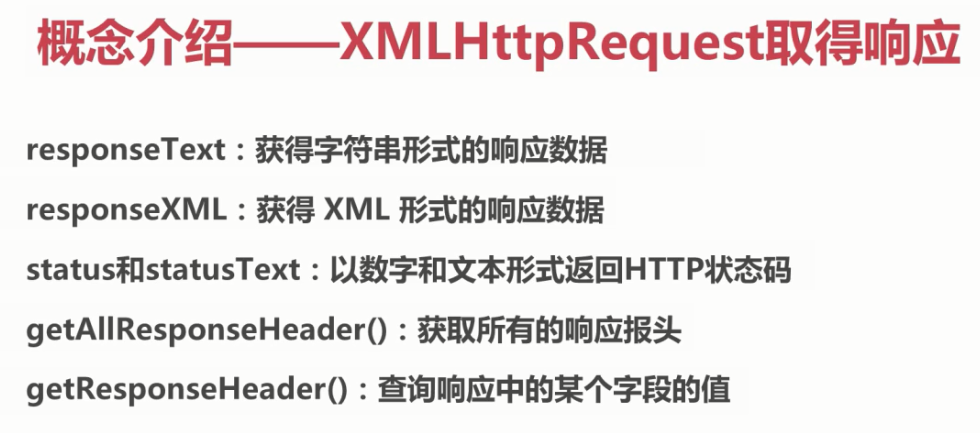 概念介绍——XMLHttpRequest取得响应
responseText：获得字符串形式的响应数据
responseXML：获得 XML 形式的响应数据
status和statusText：以数字和文本形式返回HTTP状态码
getAllResponseHeader()：获取所有的响应报头
getResponseHeader()：查询响应中的某个字段的值